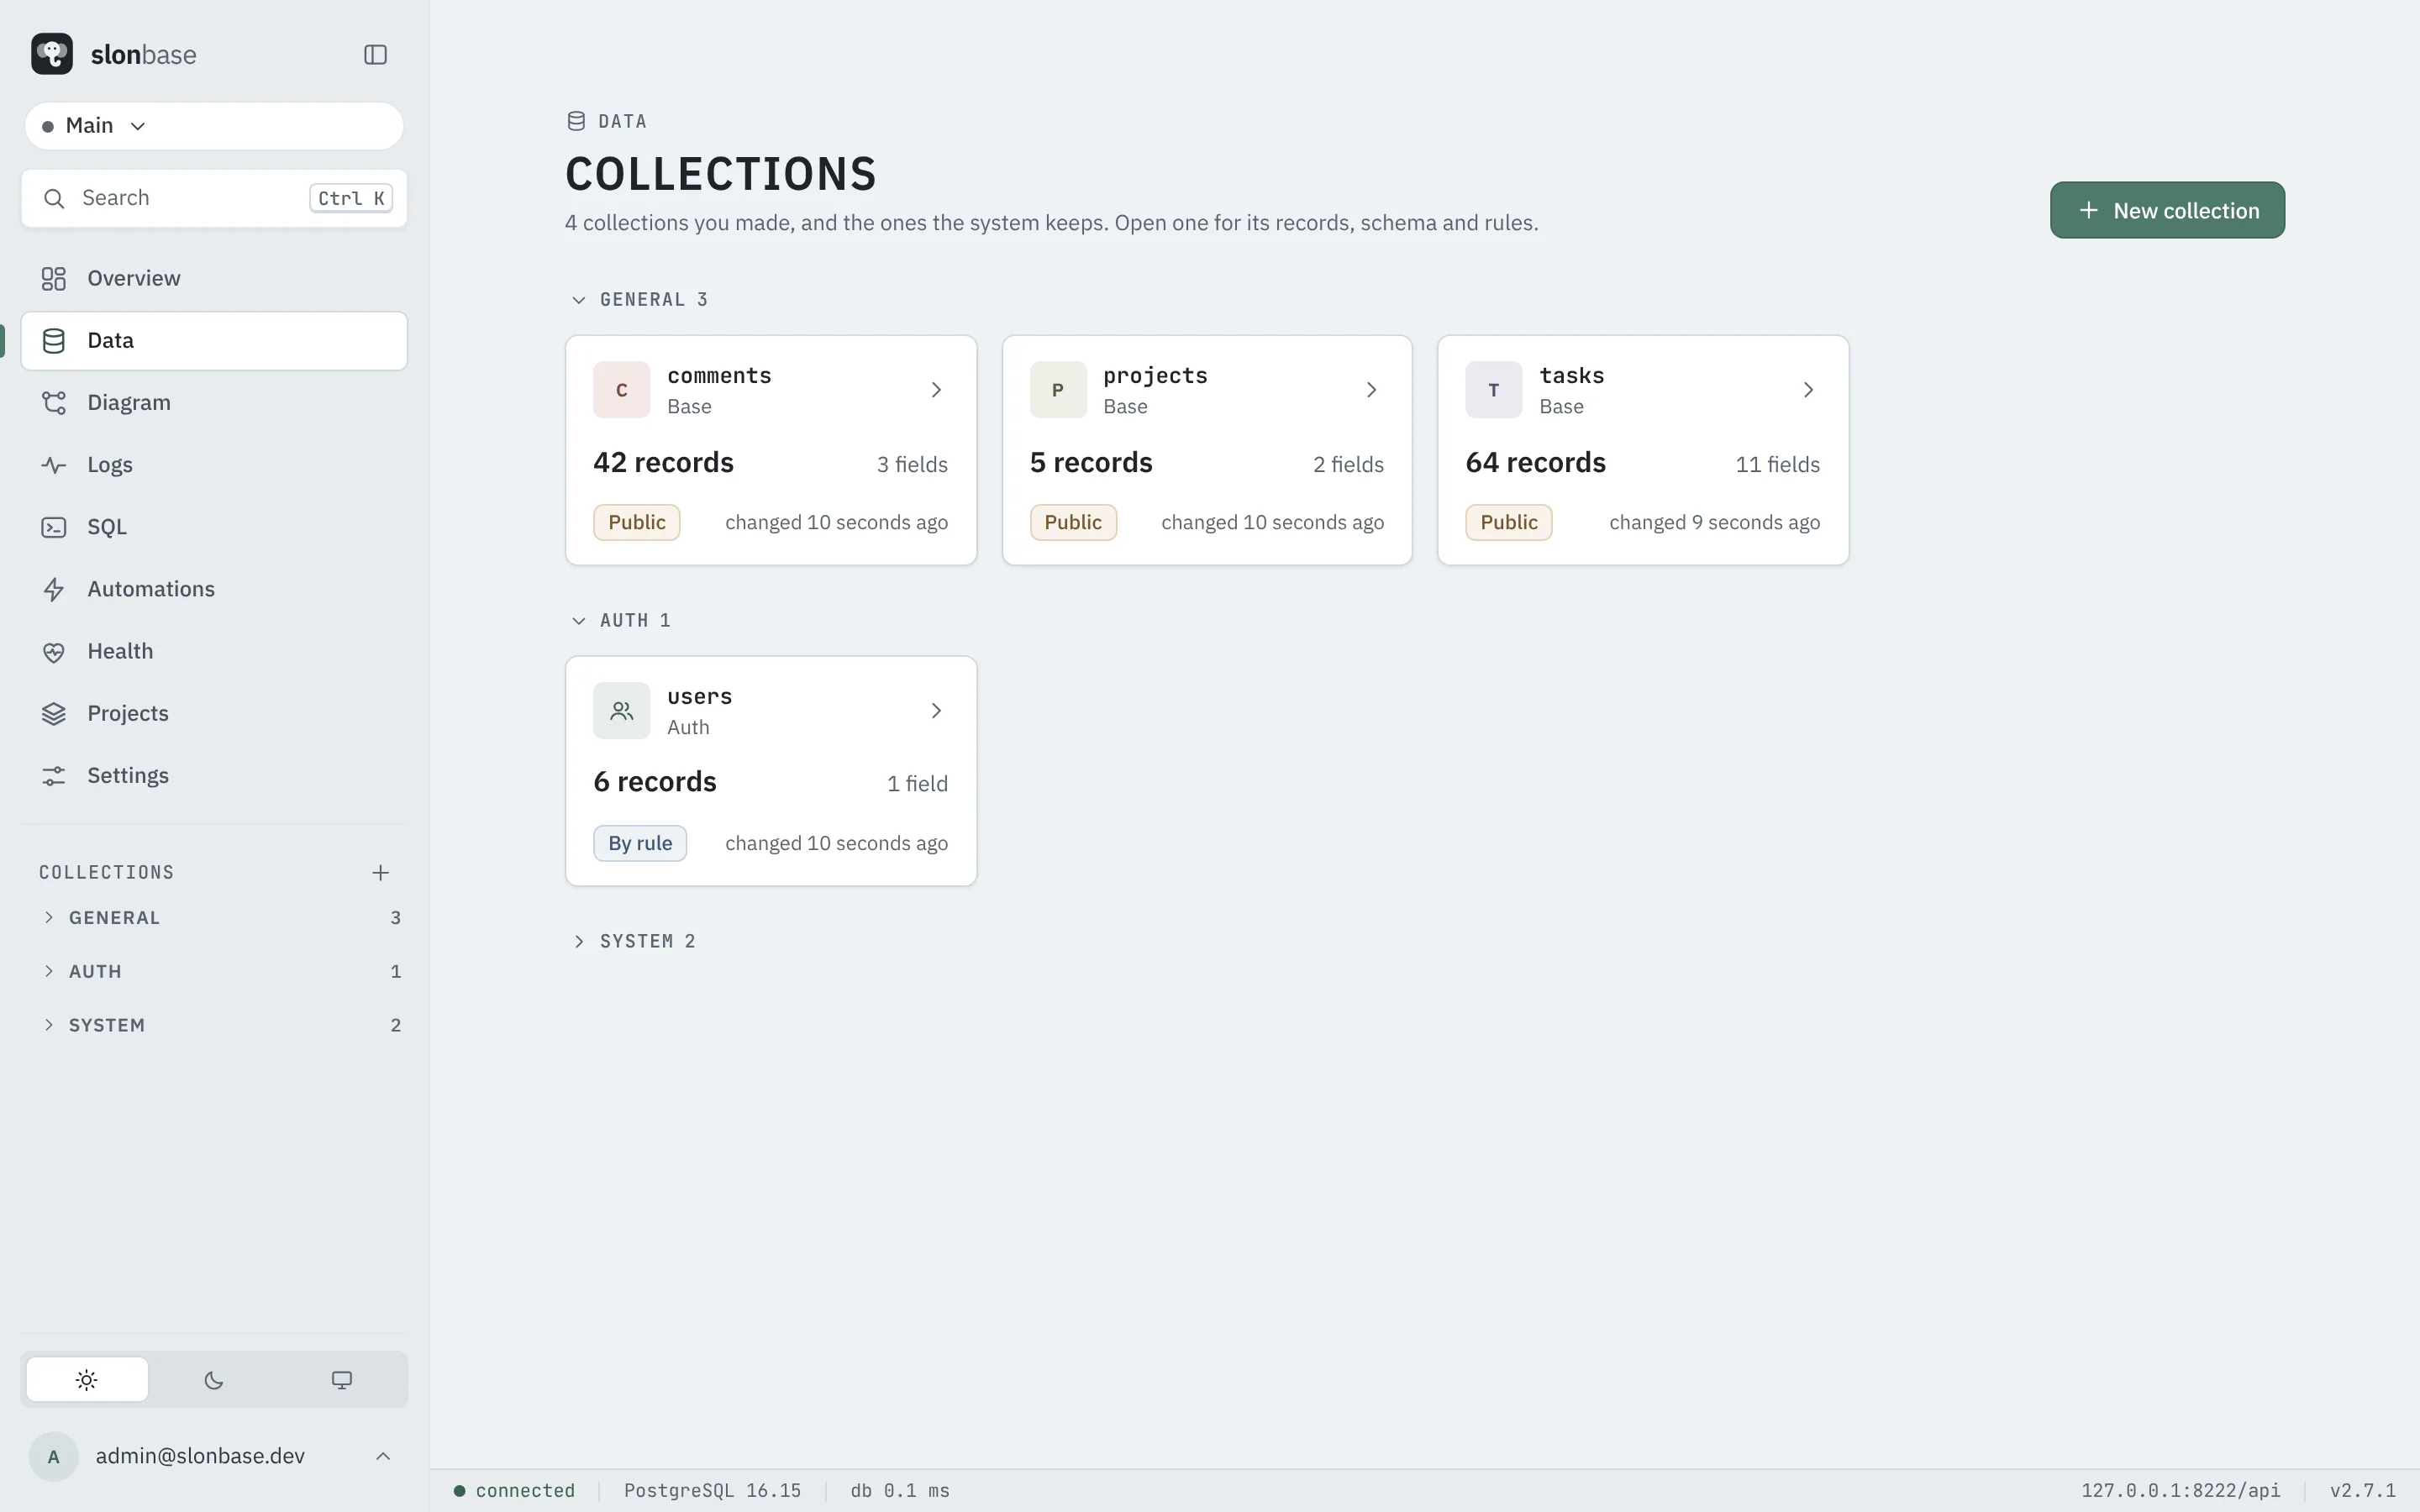 slonbase
Main
Search Ctrl K
Overview
Data
Diagram
Logs
SQL
Automations
Health
Projects
Settings
COLLECTIONS
GENERAL 3
AUTH 1
SYSTEM 2
A admin@slonbase.dev
DATA
COLLECTIONS
4 collections you made, and the ones the system keeps. Open one for its records, schema and rules.
New collection
GENERAL 3
C comments
Base
42 records 3 fields
Public changed 10 seconds ago
P projects
Base
5 records 2 fields
Public changed 10 seconds ago
T tasks
Base
64 records 11 fields
Public changed 9 seconds ago
AUTH 1
users
Auth
6 records 1 field
By rule changed 10 seconds ago
SYSTEM 2
connected PostgreSQL 16.15 db 0.1 ms 127.0.0.1:8222/api v2.7.1